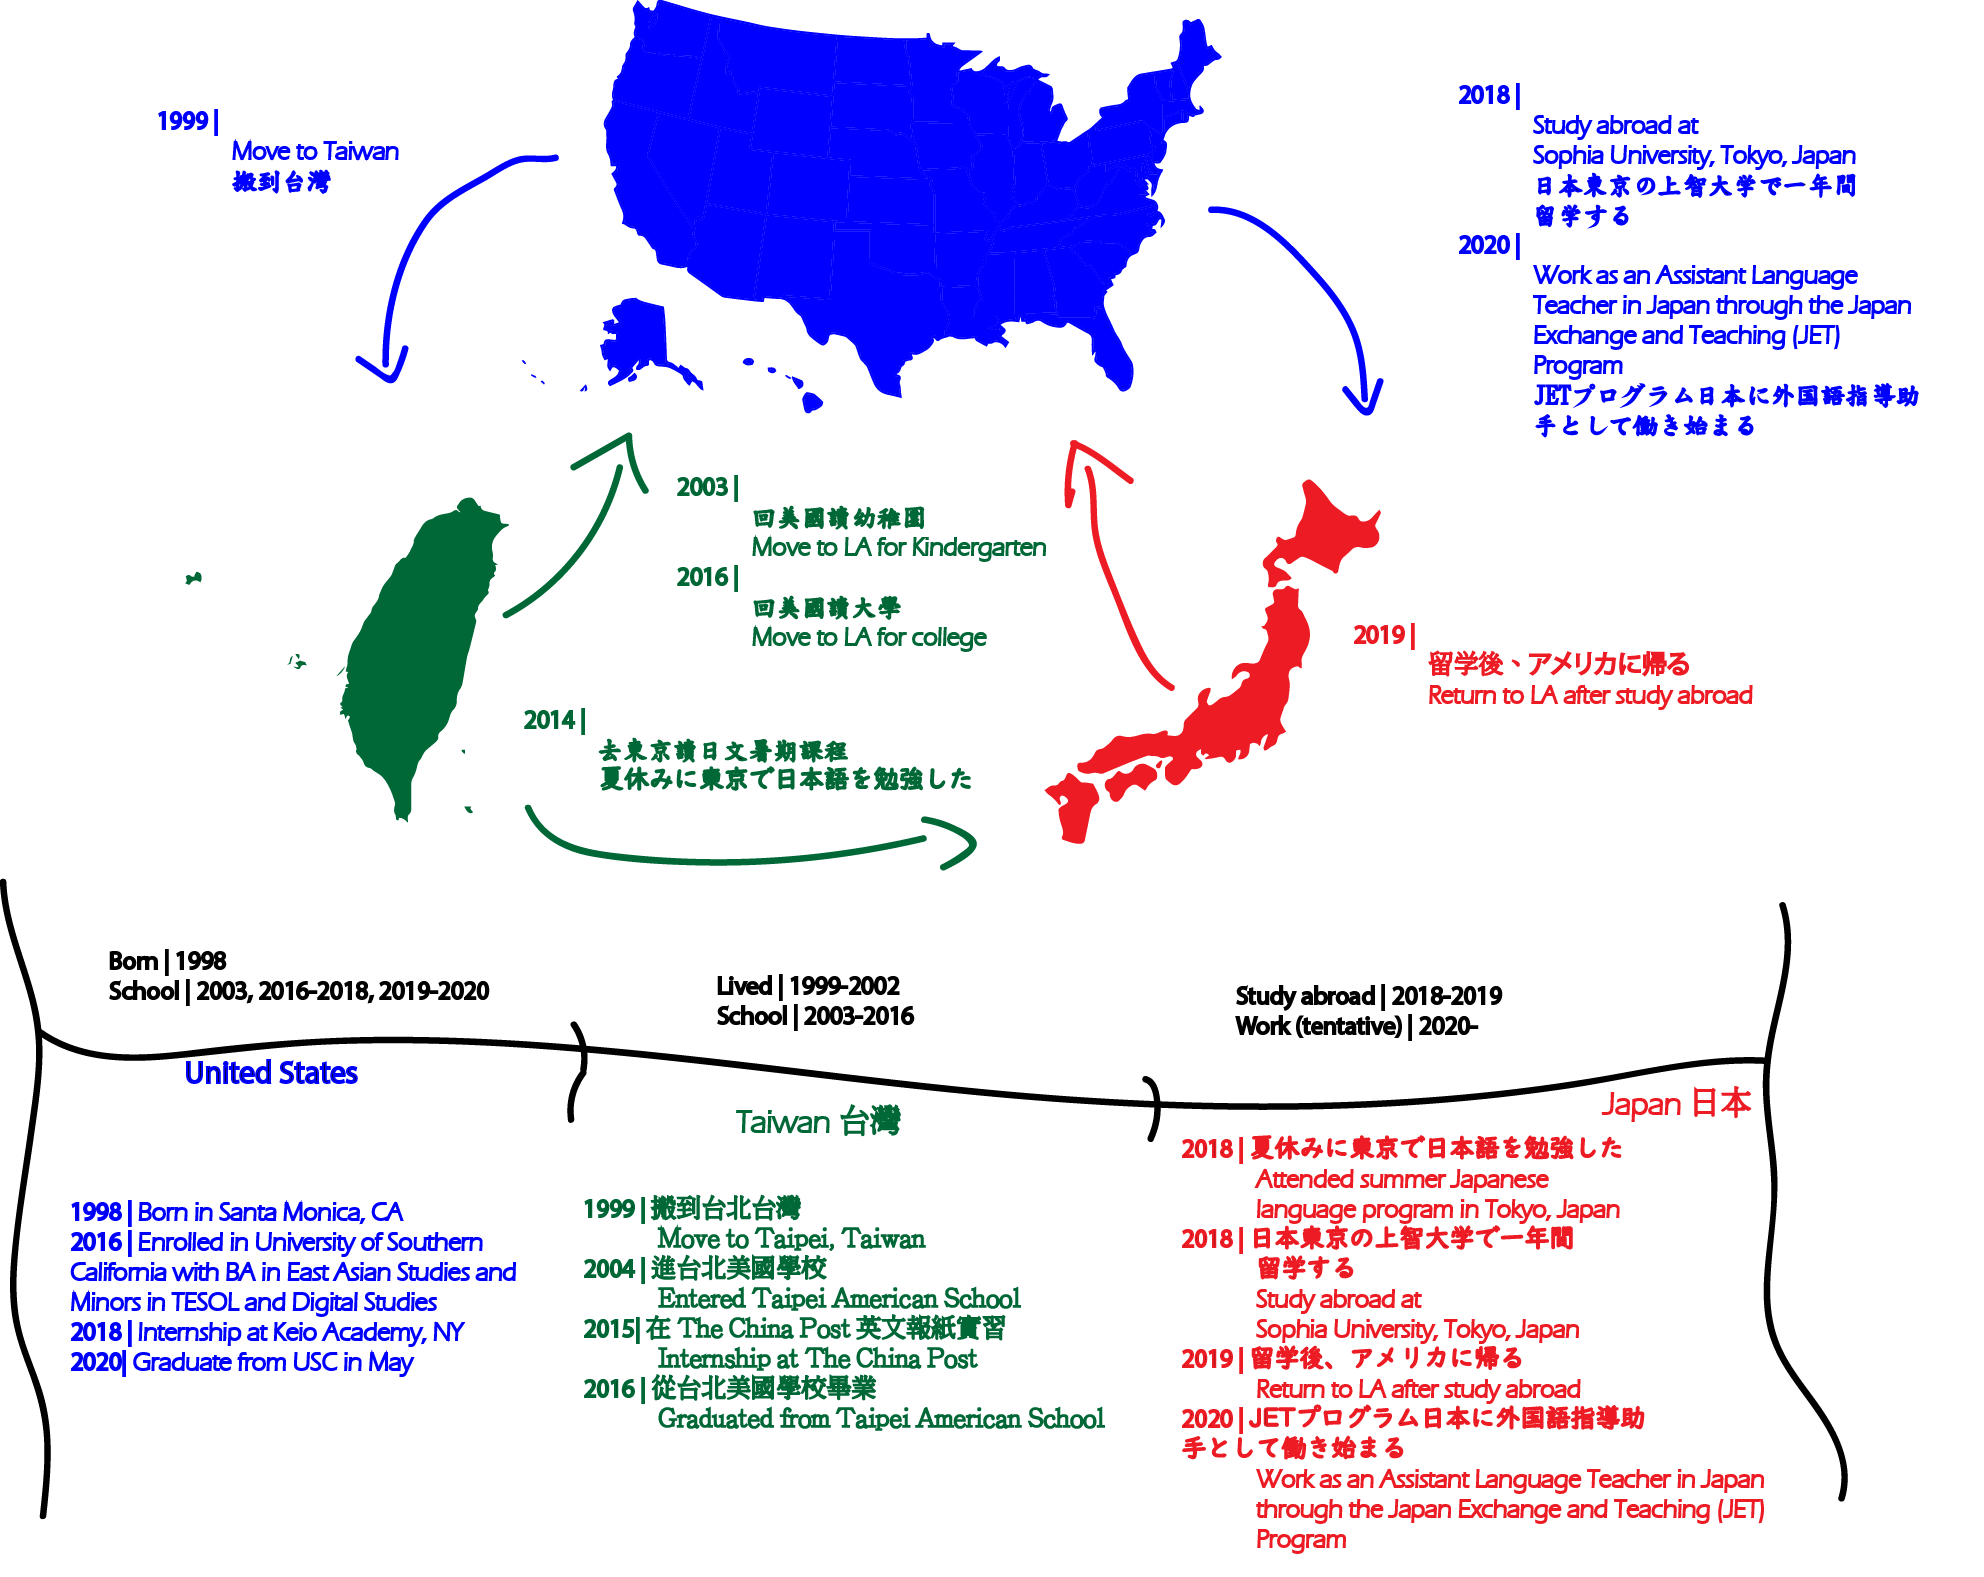 1999 |
Move to Taiwan
搬到台灣
2018 |
Study abroad at
Sophia University, Tokyo, Japan
日本東京の上智大学で一年間
留学する
2020 |
Work as an Assistant Language
Teacher in Japan through the Japan
Exchange and Teaching (JET)
Program
JETプログラム日本に外国語指導助
手として働き始まる
2003 |
回美國讀幼稚園
Move to LA for Kindergarten
2016 |
回美國讀大學
Move to LA for college
2019 |
留学後、アメリカに帰る
Return to LA after study abroad
2014 |
去東京讀日文暑期課程
夏休みに東京で日本語を勉強した
Born | 1998
School | 2003, 2016-2018, 2019-2020
Lived | 1999-2002
School | 2003-2016
Study abroad | 2018-2019
Work (tentative) | 2020-
United States
Taiwan 台灣
Japan 日本
1998 | Born in Santa Monica, CA
2016 | Enrolled in University of Southern
California with BA in East Asian Studies and
Minors in TESOL and Digital Studies
2018 | Internship at Keio Academy, NY
2020| Graduate from USC in May
1999 | 搬到台北台灣
Move to Taipei, Taiwan
2004 | 進台北美國學校
Entered Taipei American School
2015| 在 The China Post 英文報紙實習
Internship at The China Post
2016 | 從台北美國學校畢業
Graduated from Taipei American School
2018 | 夏休みに東京で日本語を勉強した
Attended summer Japanese
language program in Tokyo, Japan
2018 | 日本東京の上智大学で一年間
留学する
Study abroad at
Sophia University, Tokyo, Japan
2019 | 留学後、アメリカに帰る
Return to LA after study abroad
2020 | JETプログラム日本に外国語指導助
手として働き始まる
Work as an Assistant Language Teacher in Japan
through the Japan Exchange and Teaching (JET)
Program